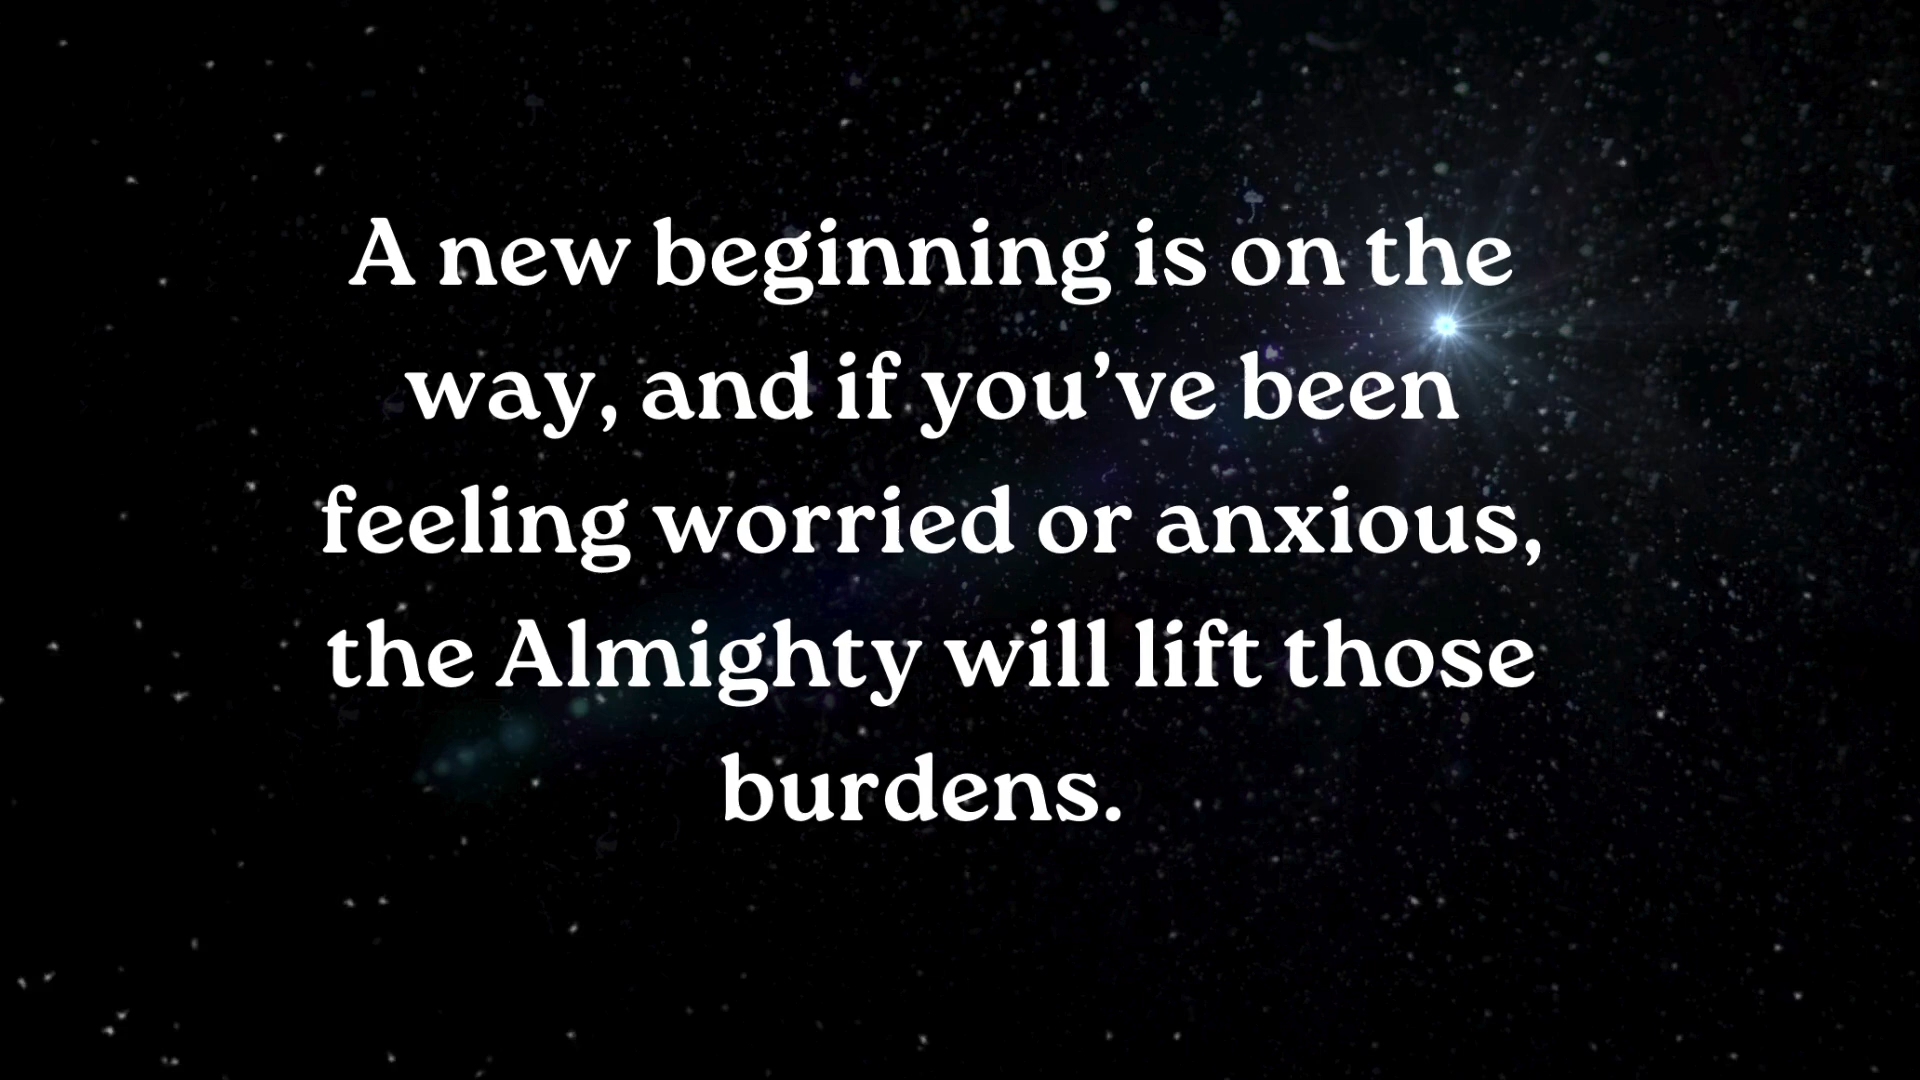 A new beginning is on the
way, and if you’ve been
feeling worried or anxious,
the Almighty will lift those
burdens.